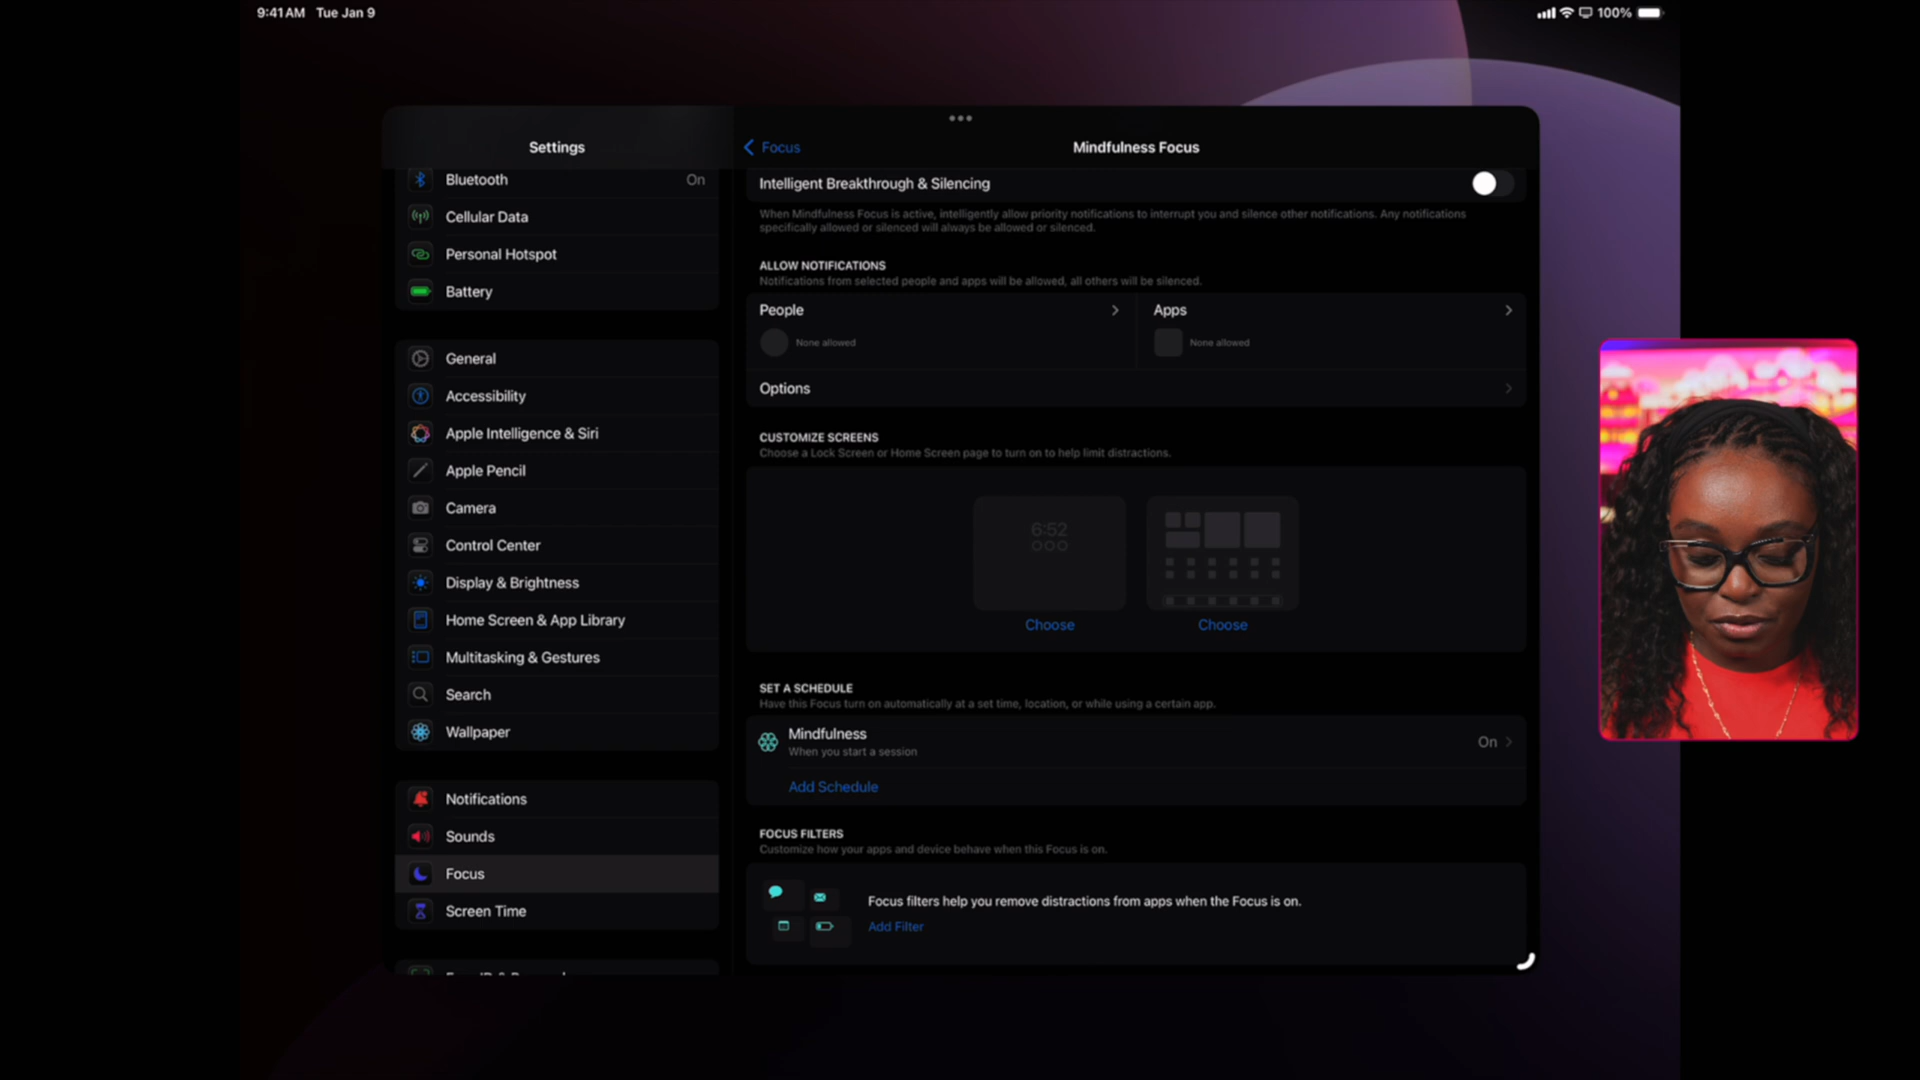 9:41 AM Tue Jan 9
100%
Settings
Bluetooth On
Cellular Data
Personal Hotspot
Battery
General
Accessibility
Apple Intelligence & Siri
Apple Pencil
Camera
Control Center
Display & Brightness
Home Screen & App Library
Multitasking & Gestures
Search
Wallpaper
Notifications
Sounds
Focus
Screen Time
Focus
Mindfulness Focus
Intelligent Breakthrough & Silencing
When Mindfulness Focus is active, intelligently allow priority notifications to interrupt you and silence other notifications. Any notifications
specifically allowed or silenced will always be allowed or silenced.
ALLOW NOTIFICATIONS
Notifications from selected people and apps will be allowed, all others will be silenced.
People
None allowed
Apps
None allowed
Options
CUSTOMIZE SCREENS
Choose a Lock Screen or Home Screen page to turn on to help limit distractions.
6:52
Choose
Choose
SET A SCHEDULE
Have this Focus turn on automatically at a set time, location, or while using a certain app.
Mindfulness
When you start a session
On
Add Schedule
FOCUS FILTERS
Customize how your apps and device behave when this Focus is on.
Focus filters help you remove distractions from apps when the Focus is on.
Add Filter